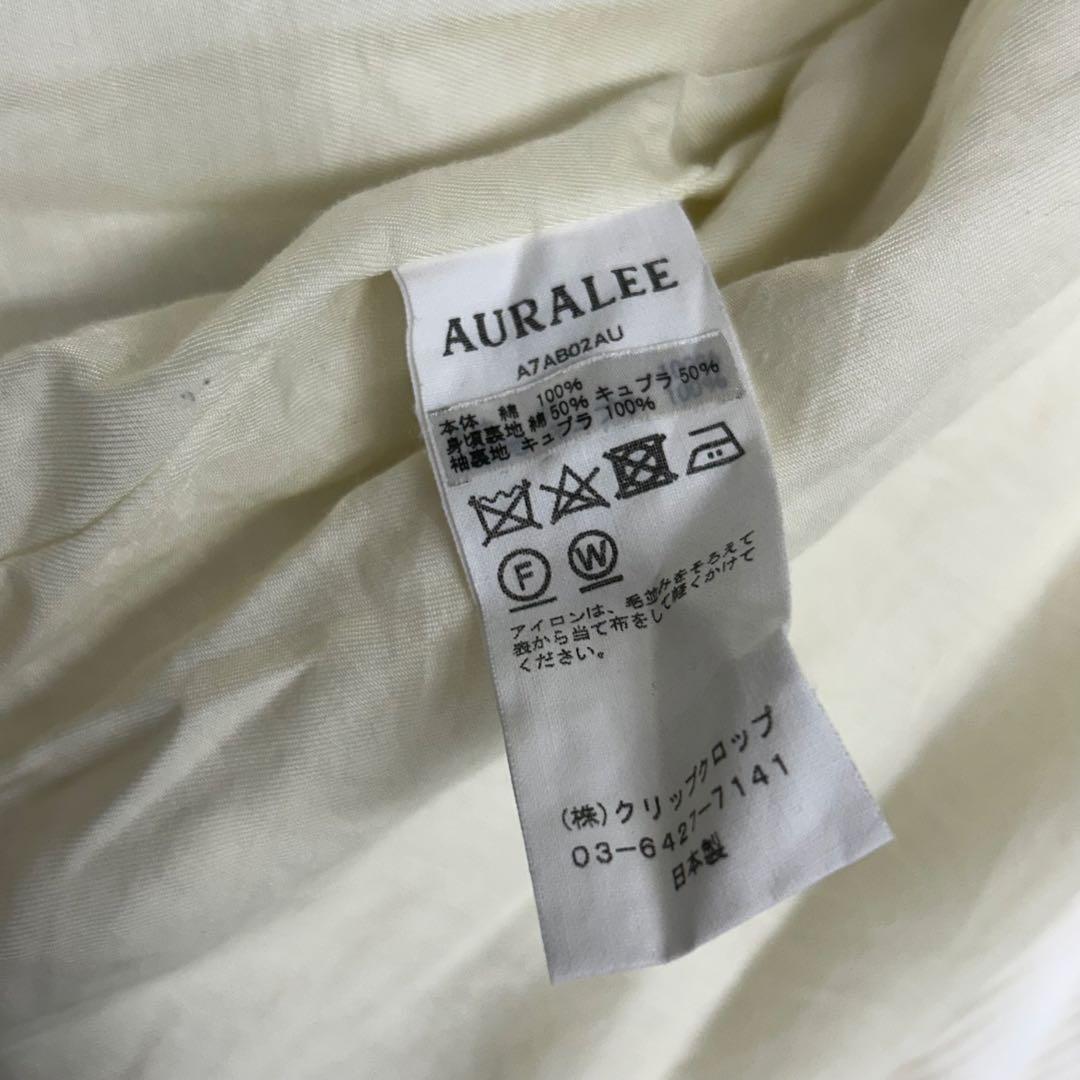 AURALEE
A7AB02AU
本体 綿 100%
身頃裏地 綿 50% キュプラ 50%
袖裏地 キュプラ 100%
F W
アイロンは、毛並みをそろえて
裏から当て布をして軽くかけて
ください。
(株)クリップクロップ
03-6427-7141
日本製